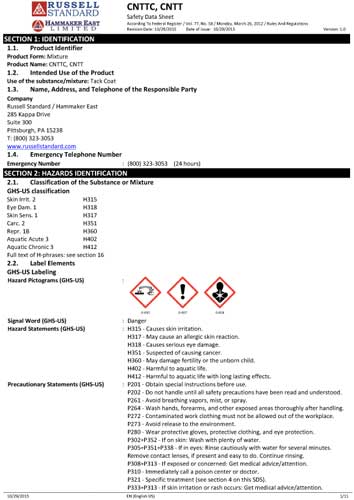 RUSSELL
STANDARD
HAMMAKER EAST
LIMITED
CNTTC, CNTT
Safety Data Sheet
According To Federal Register / Vol. 77, No. 58 / Monday, March 26, 2012 / Rules And Regulations
Revision Date: 10/29/2015 Date of issue: 10/29/2015 Version: 1.0
SECTION 1: IDENTIFICATION
1.1. Product Identifier
Product Form: Mixture
Product Name: CNTTC, CNTT
1.2. Intended Use of the Product
Use of the substance/mixture: Tack Coat
1.3. Name, Address, and Telephone of the Responsible Party
Company
Russell Standard / Hammaker East
285 Kappa Drive
Suite 300
Pittsburgh, PA 15238
T: (800) 323-3053
www.russellstandard.com
1.4. Emergency Telephone Number
Emergency Number : (800) 323-3053 (24 hours)
SECTION 2: HAZARDS IDENTIFICATION
2.1. Classification of the Substance or Mixture
GHS-US classification
Skin Irrit. 2 H315
Eye Dam. 1 H318
Skin Sens. 1 H317
Carc. 2 H351
Repr. 1B H360
Aquatic Acute 3 H402
Aquatic Chronic 3 H412
Full text of H-phrases: see section 16
2.2. Label Elements
GHS-US Labeling
Hazard Pictograms (GHS-US) :
Signal Word (GHS-US) : Danger
Hazard Statements (GHS-US) : H315 - Causes skin irritation.
H317 - May cause an allergic skin reaction.
H318 - Causes serious eye damage.
H351 - Suspected of causing cancer.
H360 - May damage fertility or the unborn child.
H402 - Harmful to aquatic life.
H412 - Harmful to aquatic life with long lasting effects.
Precautionary Statements (GHS-US) : P201 - Obtain special instructions before use.
P202 - Do not handle until all safety precautions have been read and understood.
P261 - Avoid breathing vapors, mist, or spray.
P264 - Wash hands, forearms, and other exposed areas thoroughly after handling.
P272 - Contaminated work clothing must not be allowed out of the workplace.
P273 - Avoid release to the environment.
P280 - Wear protective gloves, protective clothing, and eye protection.
P302+P352 - If on skin: Wash with plenty of water.
P305+P351+P338 - If in eyes: Rinse cautiously with water for several minutes.
Remove contact lenses, if present and easy to do. Continue rinsing.
P308+P313 - If exposed or concerned: Get medical advice/attention.
P310 - Immediately call a poison center or doctor.
P321 - Specific treatment (see section 4 on this SDS).
P333+P313 - If skin irritation or rash occurs: Get medical advice/attention.
10/29/2015 EN (English US) 1/11